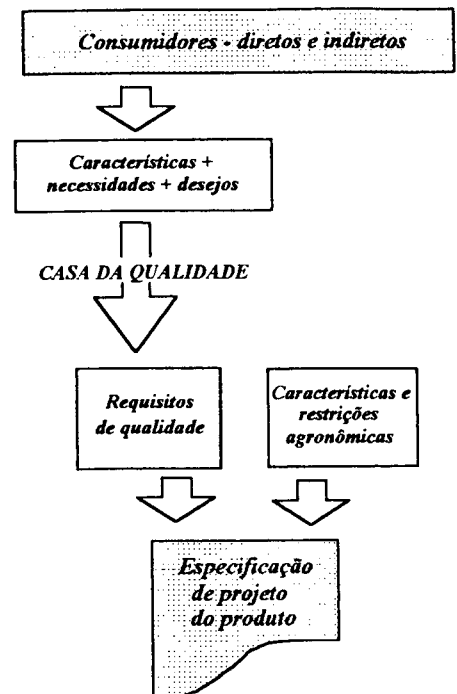 Consumidores - diretos e indiretos
Características +
necessidades + desejos
CASA DA QUALIDADE
Requisitos
de qualidade
Características e
restrições
agronômicas
Especificação
de projeto
do produto